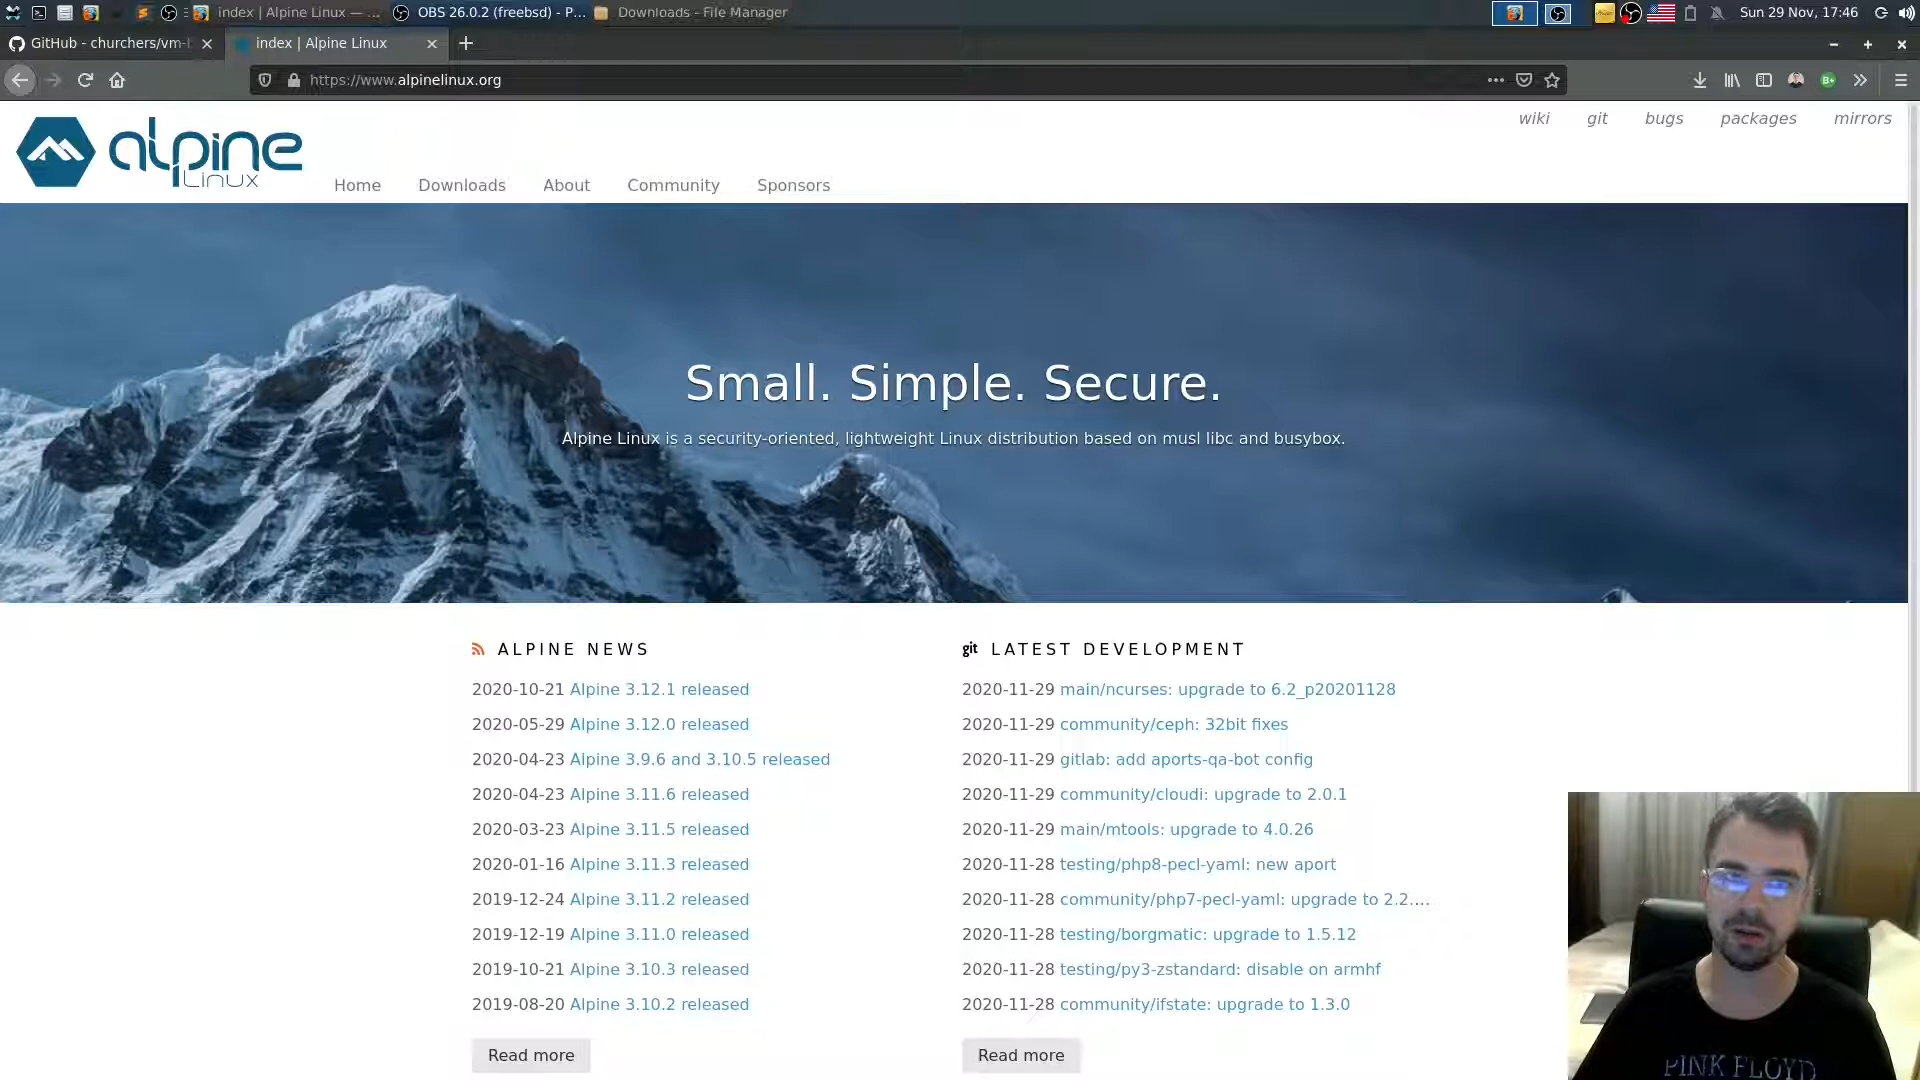 index | Alpine Linux — ...
OBS 26.0.2 (freebsd) - P...
Downloads - File Manager
Sun 29 Nov, 17:46
GitHub - churchers/vm-b
index | Alpine Linux
https://www.alpinelinux.org
wiki git bugs packages mirrors
alpine
Linux
Home Downloads About Community Sponsors
Small. Simple. Secure.
Alpine Linux is a security-oriented, lightweight Linux distribution based on musl libc and busybox.
ALPINE NEWS
2020-10-21 Alpine 3.12.1 released
2020-05-29 Alpine 3.12.0 released
2020-04-23 Alpine 3.9.6 and 3.10.5 released
2020-04-23 Alpine 3.11.6 released
2020-03-23 Alpine 3.11.5 released
2020-01-16 Alpine 3.11.3 released
2019-12-24 Alpine 3.11.2 released
2019-12-19 Alpine 3.11.0 released
2019-10-21 Alpine 3.10.3 released
2019-08-20 Alpine 3.10.2 released
Read more
git LATEST DEVELOPMENT
2020-11-29 main/ncurses: upgrade to 6.2_p20201128
2020-11-29 community/ceph: 32bit fixes
2020-11-29 gitlab: add aports-qa-bot config
2020-11-29 community/cloudi: upgrade to 2.0.1
2020-11-29 main/mtools: upgrade to 4.0.26
2020-11-28 testing/php8-pecl-yaml: new aport
2020-11-28 community/php7-pecl-yaml: upgrade to 2.2....
2020-11-28 testing/borgmatic: upgrade to 1.5.12
2020-11-28 testing/py3-zstandard: disable on armhf
2020-11-28 community/ifstate: upgrade to 1.3.0
Read more
PINK FLOYD